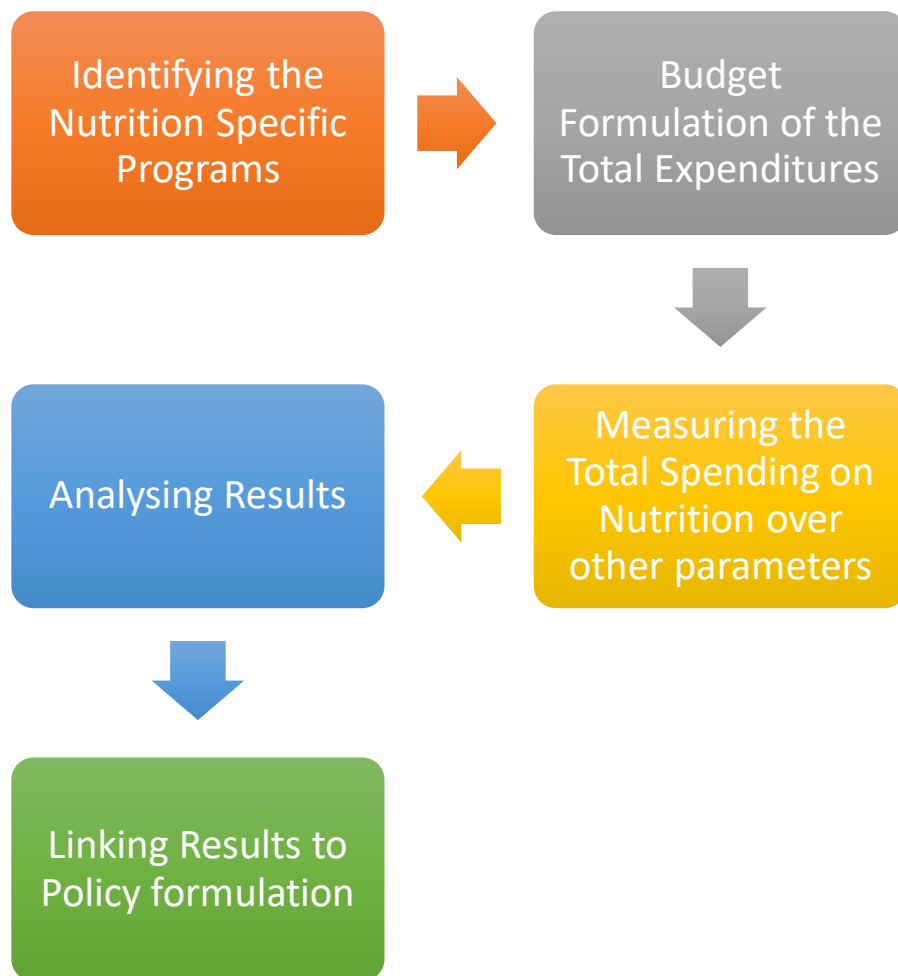 Identifying the
Nutrition Specific
Programs
Budget
Formulation of the
Total Expenditures
Measuring the
Total Spending on
Nutrition over
other parameters
Analysing Results
Linking Results to
Policy formulation